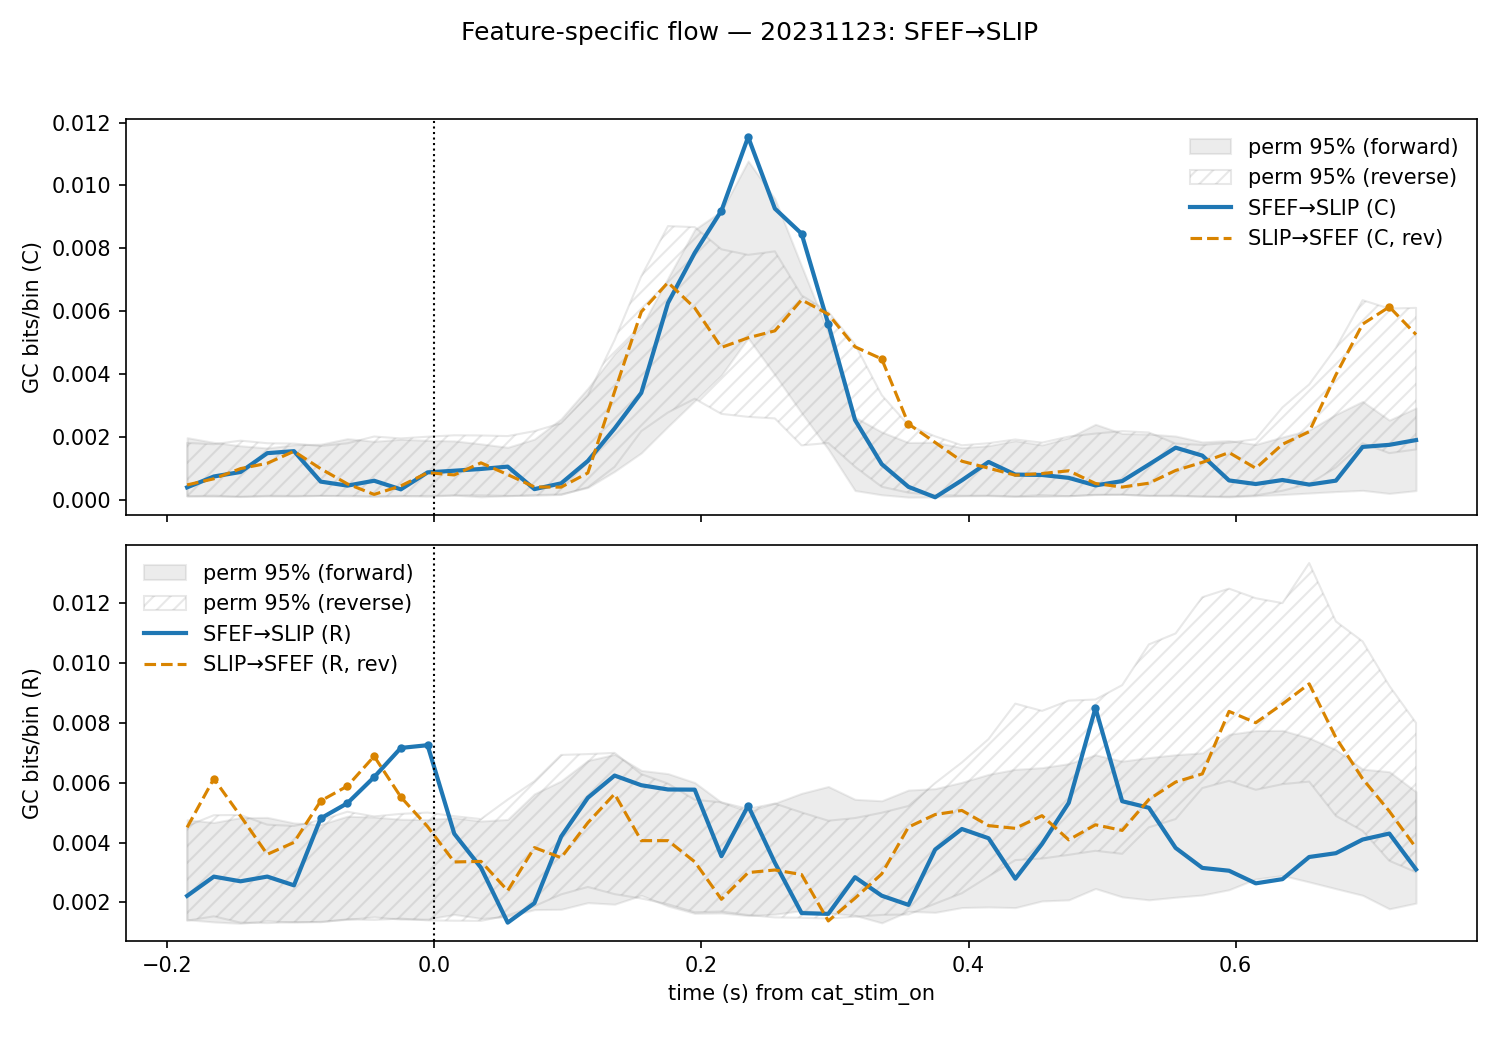 Feature-specific flow — 20231123: SFEF→SLIP
GC bits/bin (C)
0.012
0.010
0.008
0.006
0.004
0.002
0.000
perm 95% (forward)
perm 95% (reverse)
SFEF→SLIP (C)
SLIP→SFEF (C, rev)
GC bits/bin (R)
0.012
0.010
0.008
0.006
0.004
0.002
perm 95% (forward)
perm 95% (reverse)
SFEF→SLIP (R)
SLIP→SFEF (R, rev)
−0.2 0.0 0.2 0.4 0.6
time (s) from cat_stim_on